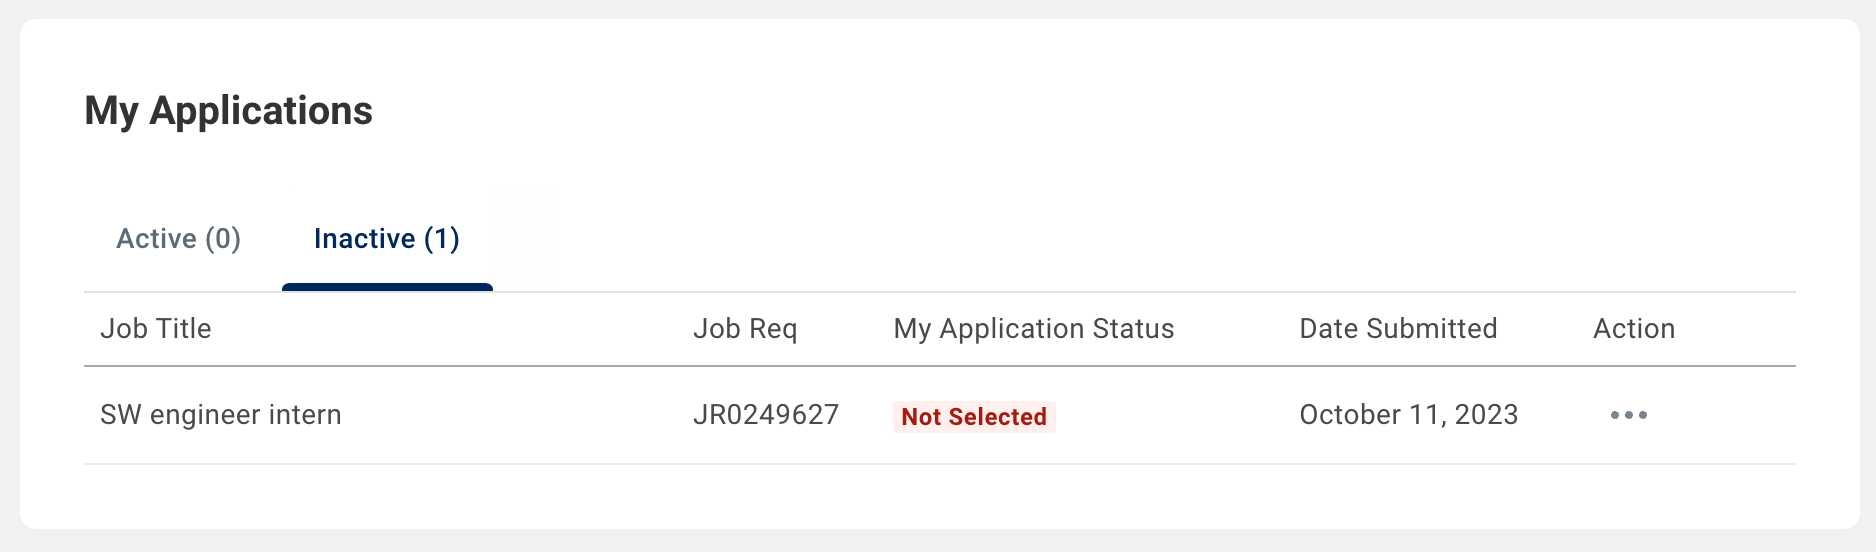 My Applications
Active (0) Inactive (1)
Job Title Job Req My Application Status Date Submitted Action
SW engineer intern JR0249627 Not Selected October 11, 2023